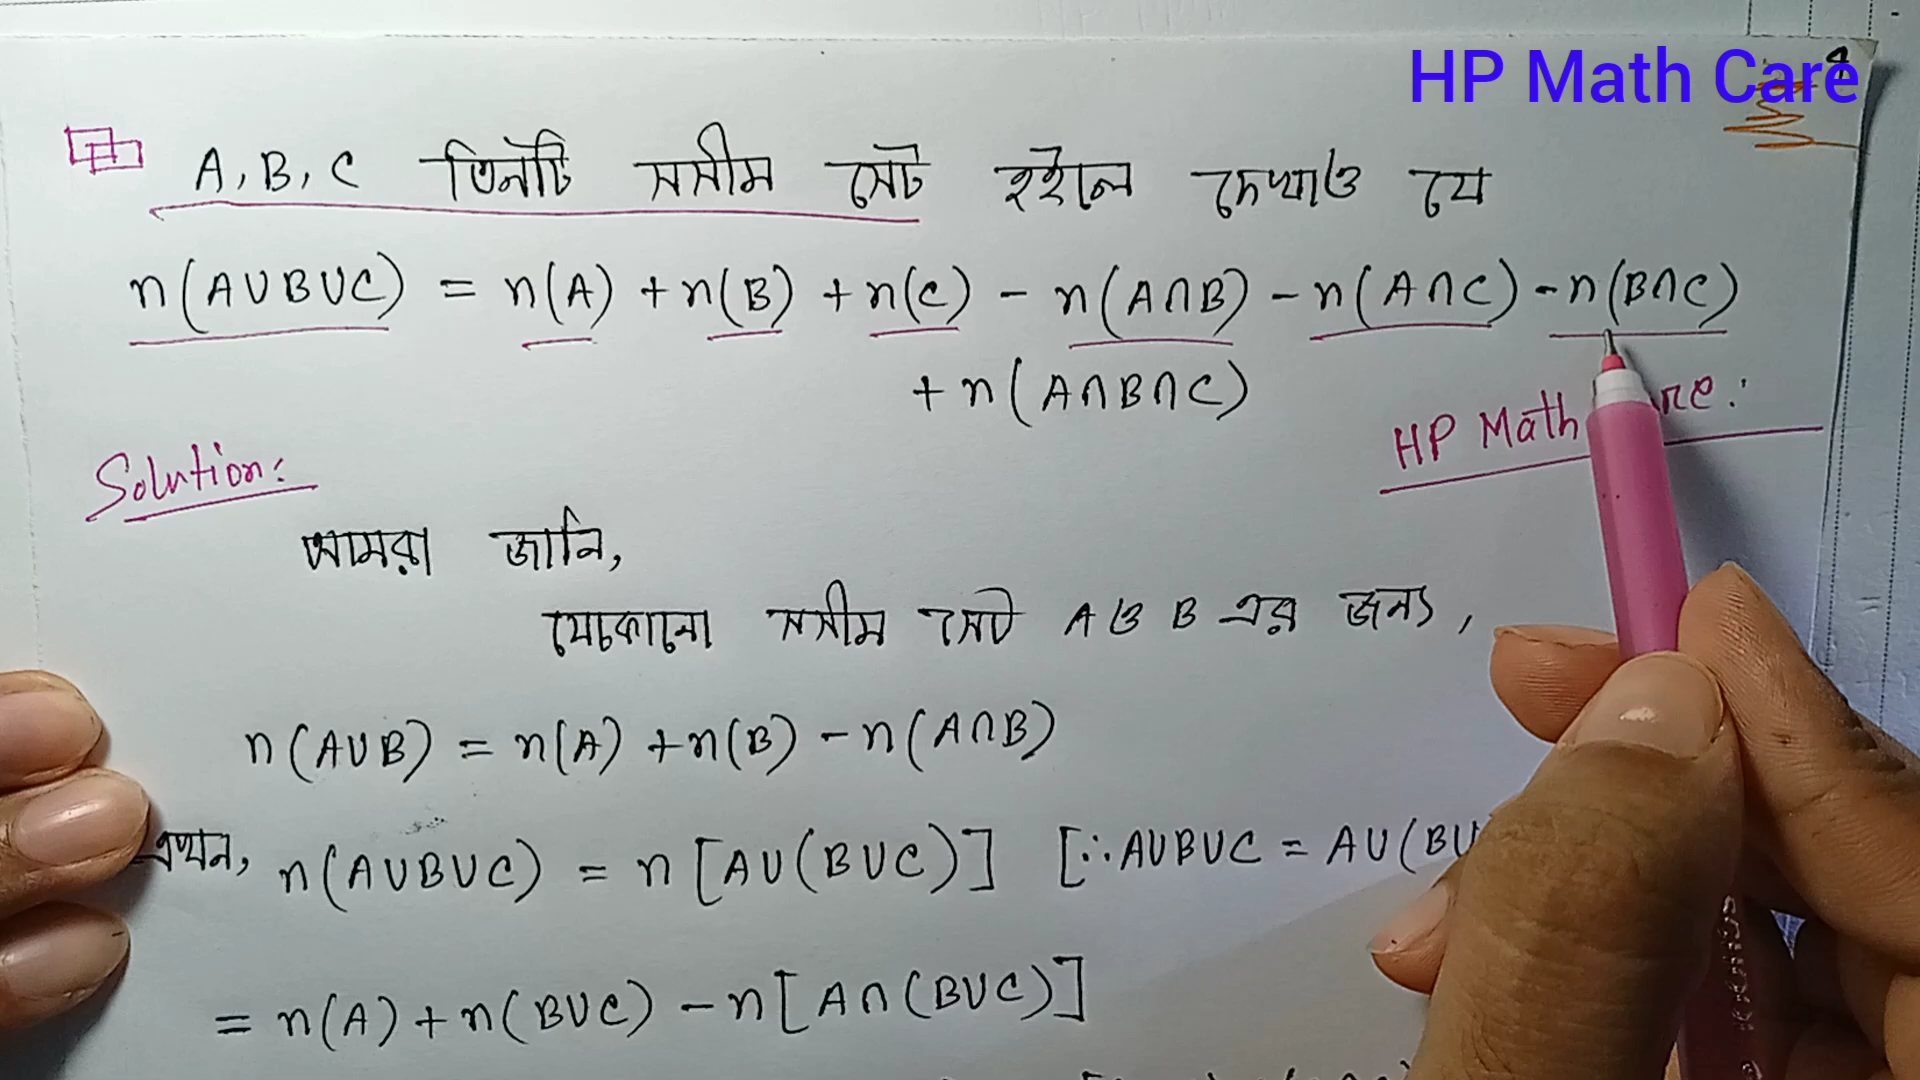 HP Math Care
A, B, C তিনটি সসীম সেট হইলে দেখাও যে
n(A∪B∪C) = n(A) + n(B) + n(C) - n(A∩B) - n(A∩C) - n(B∩C)
+ n(A∩B∩C)
HP Math
Solution:
আমরা জানি,
যেকোনো সসীম সেট A ও B এর জন্য,
n(A∪B) = n(A) + n(B) - n(A∩B)
এখন, n(A∪B∪C) = n[A∪(B∪C)] [∵ A∪B∪C = A∪(B∪
= n(A) + n(B∪C) - n[A∩(B∪C)]